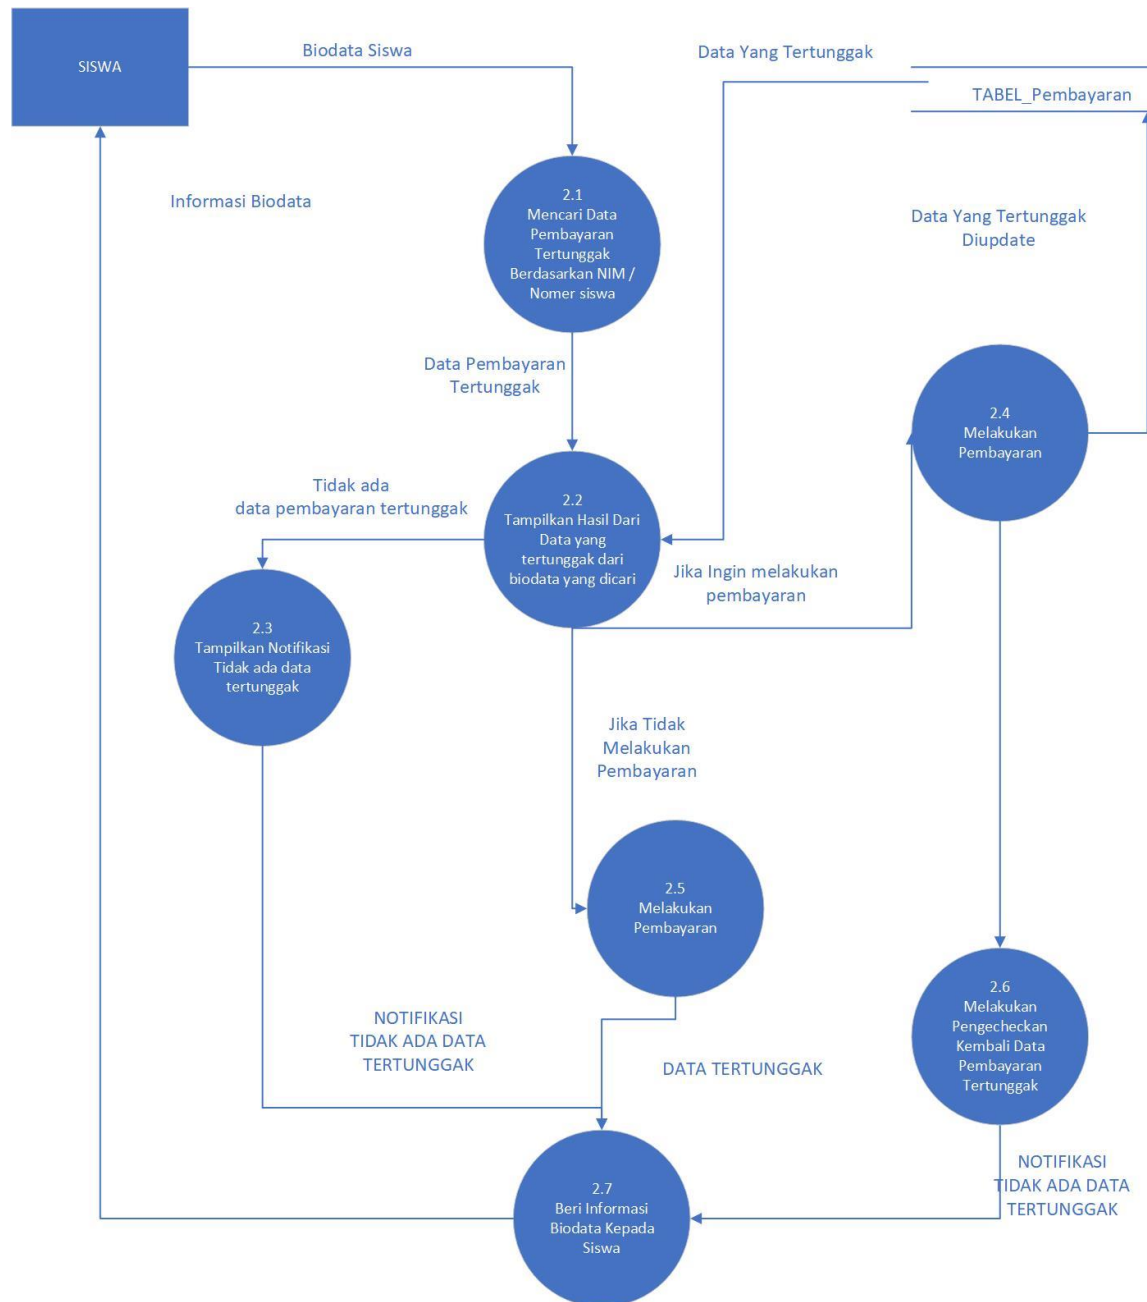 SISWA
Biodata Siswa
Data Yang Tertunggak
TABEL_Pembayaran
Informasi Biodata
2.1
Mencari Data
Pembayaran
Tertunggak
Berdasarkan NIM /
Nomer siswa
Data Yang Tertunggak
Diupdate
Data Pembayaran
Tertunggak
2.4
Melakukan
Pembayaran
Tidak ada
data pembayaran tertunggak
2.2
Tampilkan Hasil Dari
Data yang
tertunggak dari
biodata yang dicari
Jika Ingin melakukan
pembayaran
2.3
Tampilkan Notifikasi
Tidak ada data
tertunggak
Jika Tidak
Melakukan
Pembayaran
2.5
Melakukan
Pembayaran
2.6
Melakukan
Pengecheckan
Kembali Data
Pembayaran
Tertunggak
NOTIFIKASI
TIDAK ADA DATA
TERTUNGGAK
DATA TERTUNGGAK
NOTIFIKASI
TIDAK ADA DATA
TERTUNGGAK
2.7
Beri Informasi
Biodata Kepada
Siswa